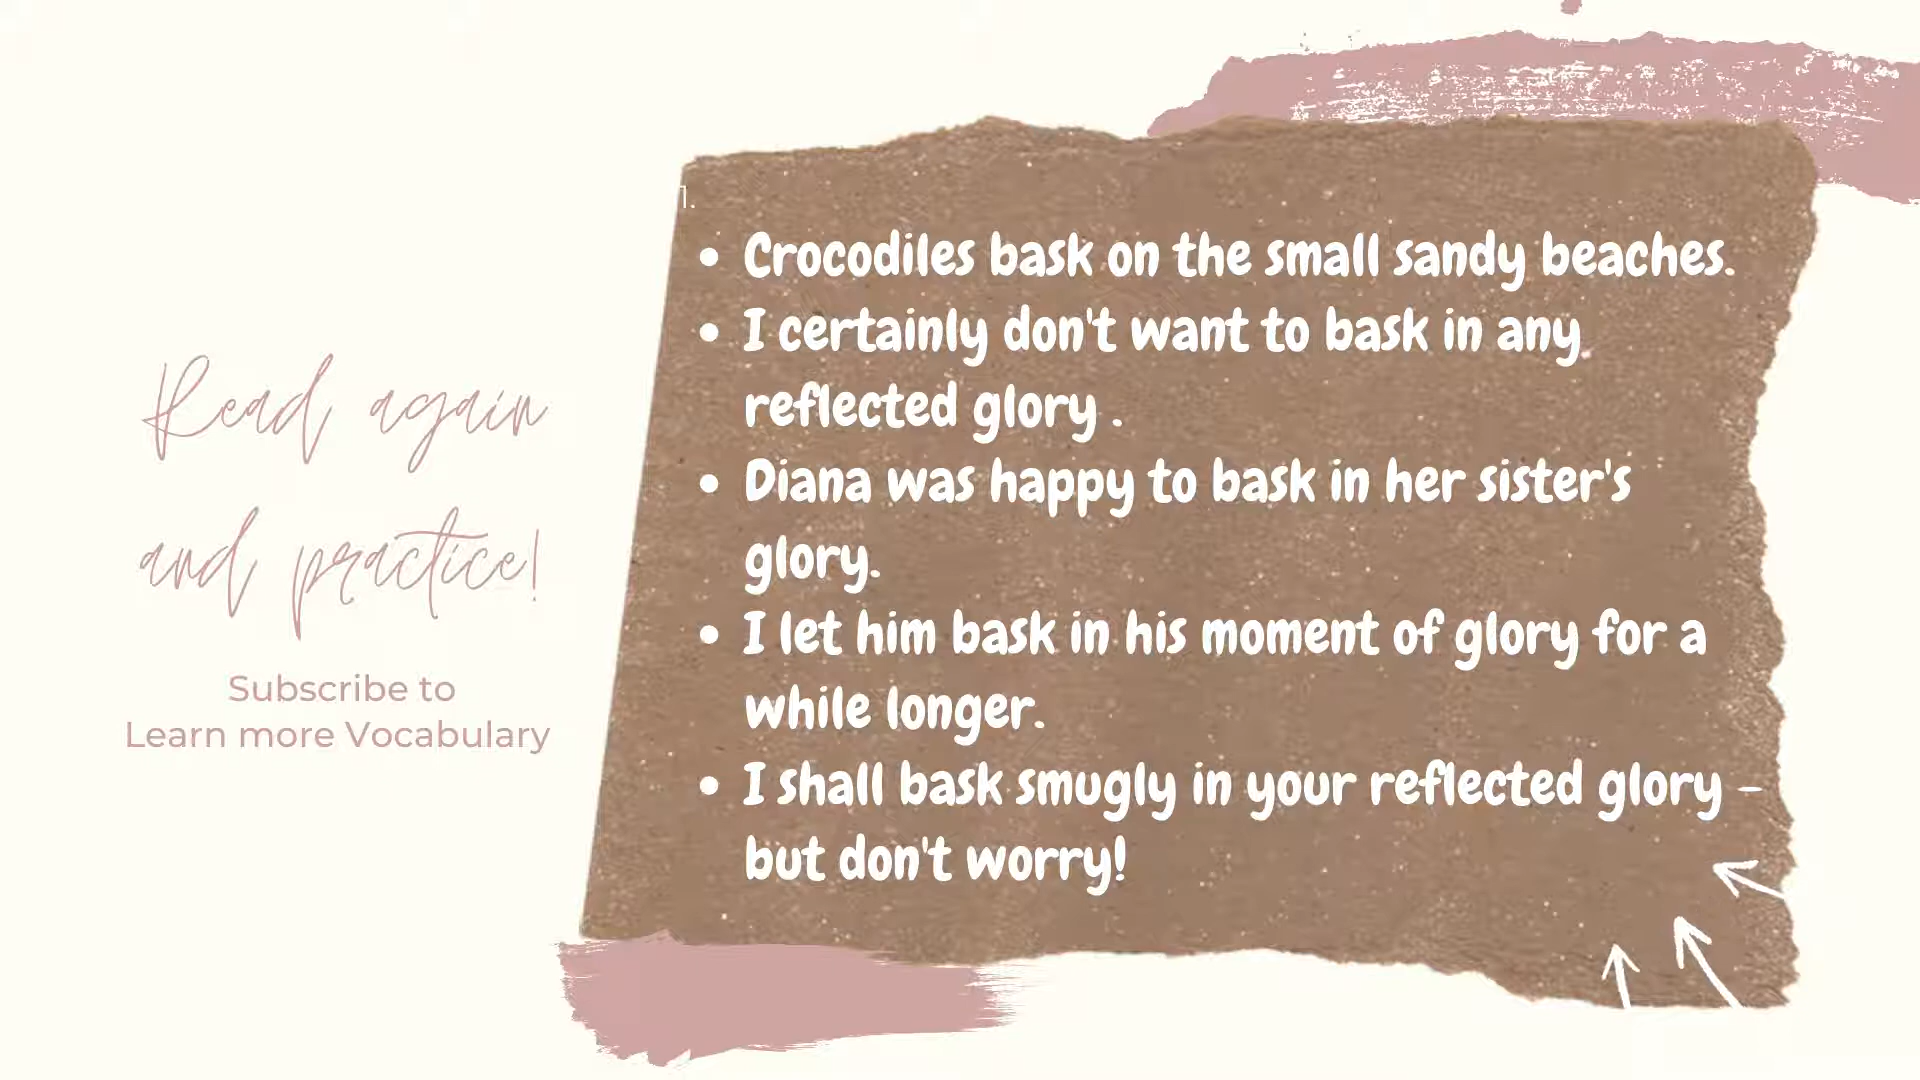 Read again
and practice!
Subscribe to
Learn more Vocabulary
1.
• Crocodiles bask on the small sandy beaches.
• I certainly don't want to bask in any
reflected glory .
• Diana was happy to bask in her sister's
glory.
• I let him bask in his moment of glory for a
while longer.
• I shall bask smugly in your reflected glory -
but don't worry!